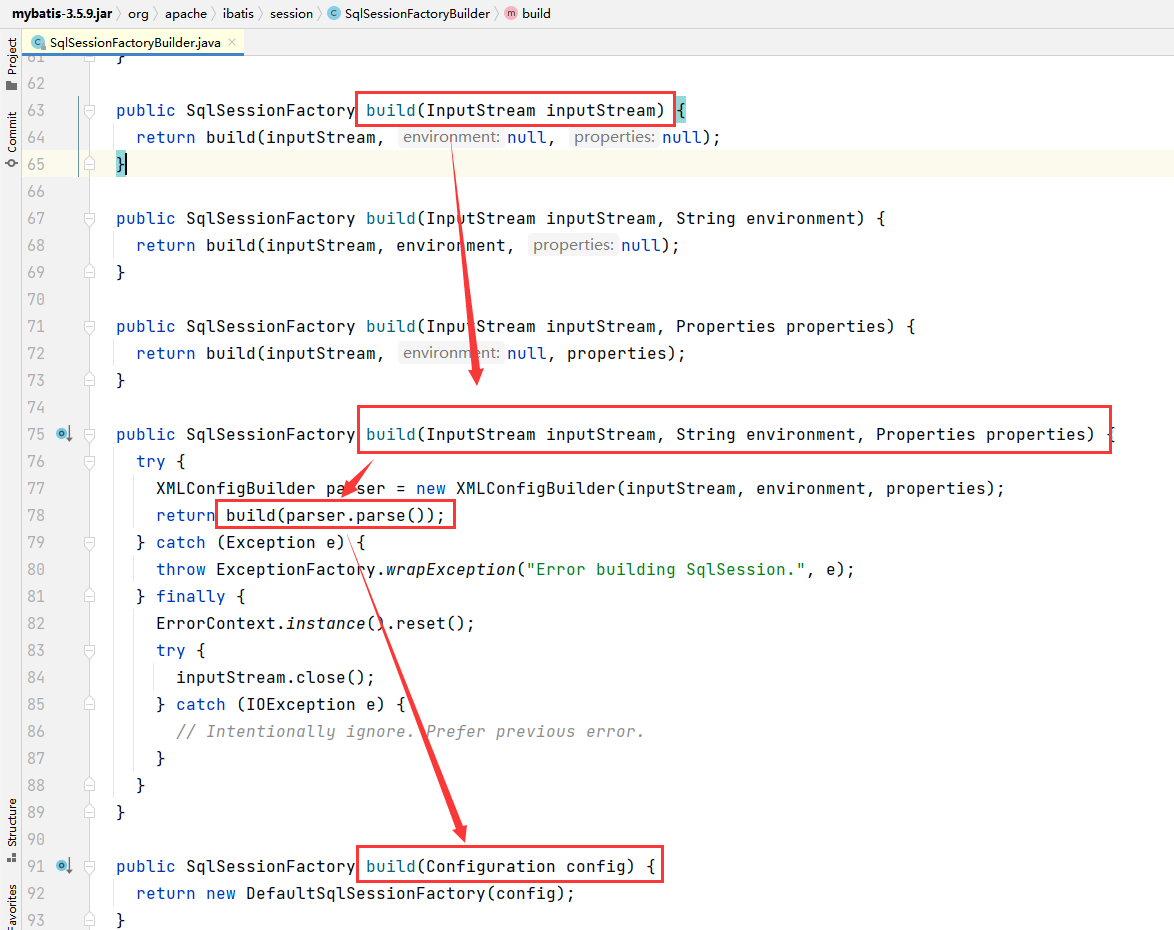 mybatis-3.5.9.jar org apache ibatis session SqlSessionFactoryBuilder build
SqlSessionFactoryBuilder.java
Project
Commit
Structure
Favorites
61 }
62
63 public SqlSessionFactory build(InputStream inputStream) {
64 return build(inputStream, environment: null, properties: null);
65 }
66
67 public SqlSessionFactory build(InputStream inputStream, String environment) {
68 return build(inputStream, environment, properties: null);
69 }
70
71 public SqlSessionFactory build(InputStream inputStream, Properties properties) {
72 return build(inputStream, environment: null, properties);
73 }
74
75 public SqlSessionFactory build(InputStream inputStream, String environment, Properties properties) {
76 try {
77 XMLConfigBuilder parser = new XMLConfigBuilder(inputStream, environment, properties);
78 return build(parser.parse());
79 } catch (Exception e) {
80 throw ExceptionFactory.wrapException("Error building SqlSession.", e);
81 } finally {
82 ErrorContext.instance().reset();
83 try {
84 inputStream.close();
85 } catch (IOException e) {
86 // Intentionally ignore. Prefer previous error.
87 }
88 }
89 }
90
91 public SqlSessionFactory build(Configuration config) {
92 return new DefaultSqlSessionFactory(config);
93 }